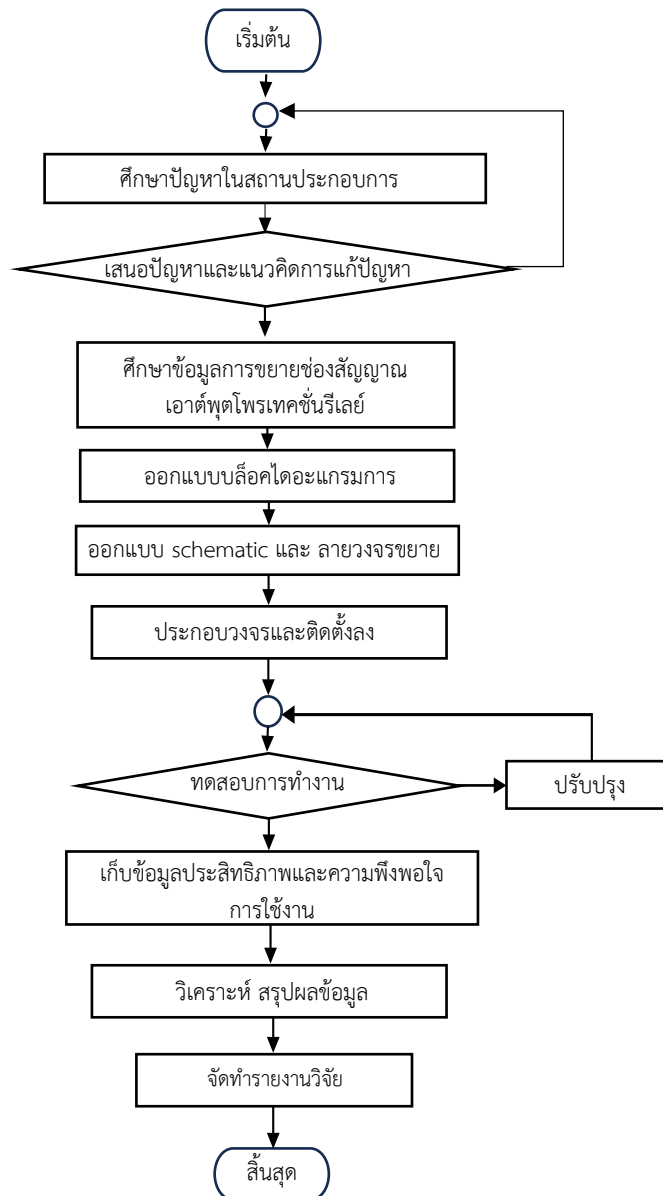 เริ่มต้น
ศึกษาปัญหาในสถานประกอบการ
เสนอปัญหาและแนวคิดการแก้ปัญหา
ศึกษาข้อมูลการขยายช่องสัญญาณ
เอาต์พุตโพรเทคชั่นรีเลย์
ออกแบบบล็อคไดอะแกรมการ
ออกแบบ schematic และ ลายวงจรขยาย
ประกอบวงจรและติดตั้งลง
ทดสอบการทำงาน
ปรับปรุง
เก็บข้อมูลประสิทธิภาพและความพึงพอใจ
การใช้งาน
วิเคราะห์ สรุปผลข้อมูล
จัดทำรายงานวิจัย
สิ้นสุด